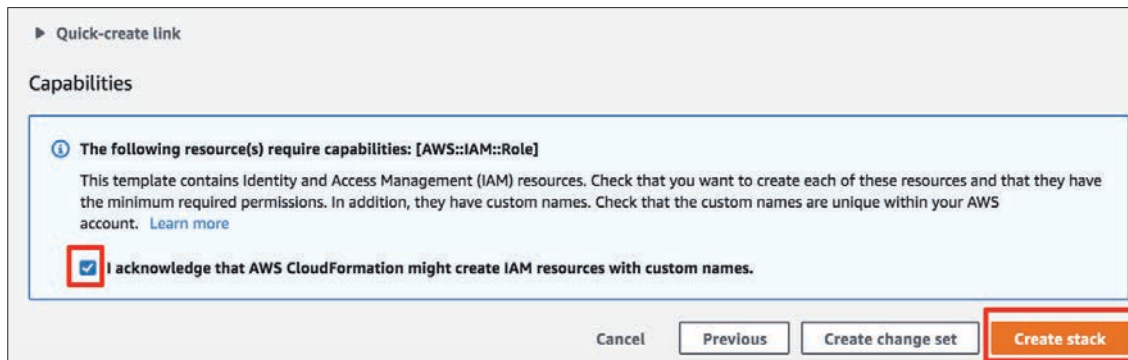 Quick-create link
Capabilities
The following resource(s) require capabilities: [AWS::IAM::Role]
This template contains Identity and Access Management (IAM) resources. Check that you want to create each of these resources and that they have
the minimum required permissions. In addition, they have custom names. Check that the custom names are unique within your AWS
account. Learn more
I acknowledge that AWS CloudFormation might create IAM resources with custom names.
Cancel Previous Create change set Create stack